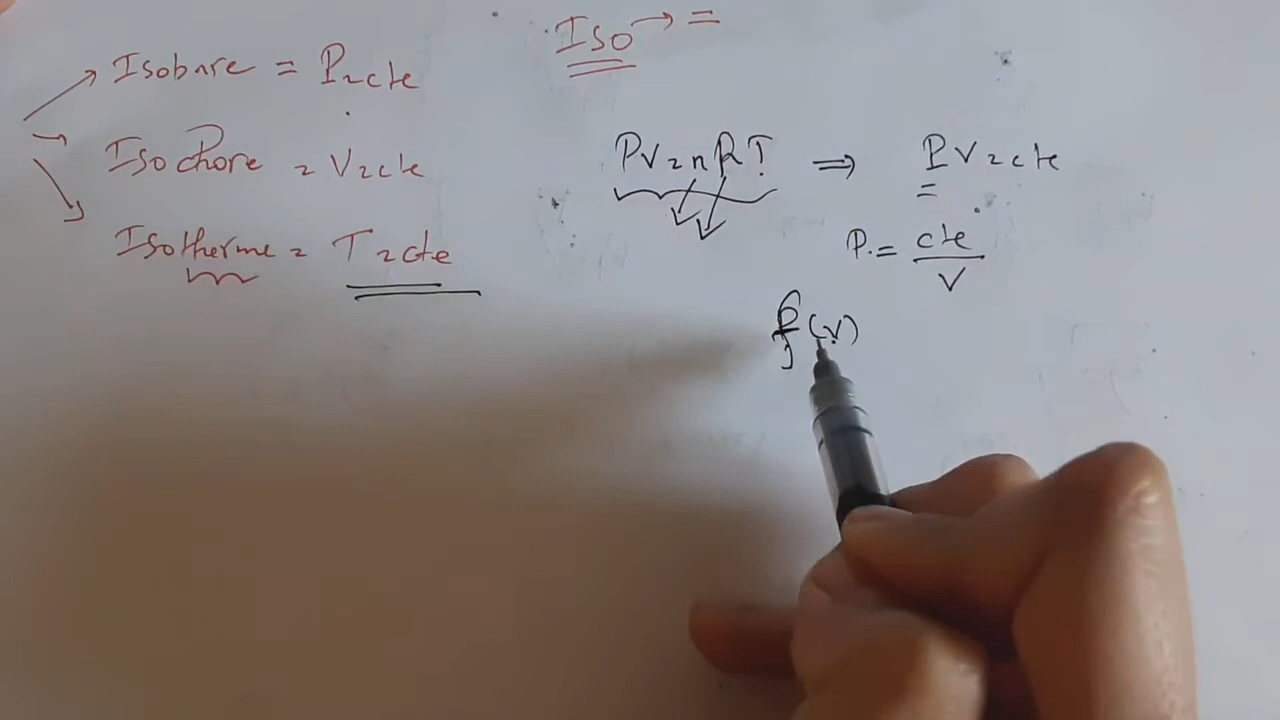 Iso → =
Isobare = P = cte
Isochore = V = cte
Isotherme = T = cte
PV = nRT ⇒ PV = cte
P = cte / V
(V)